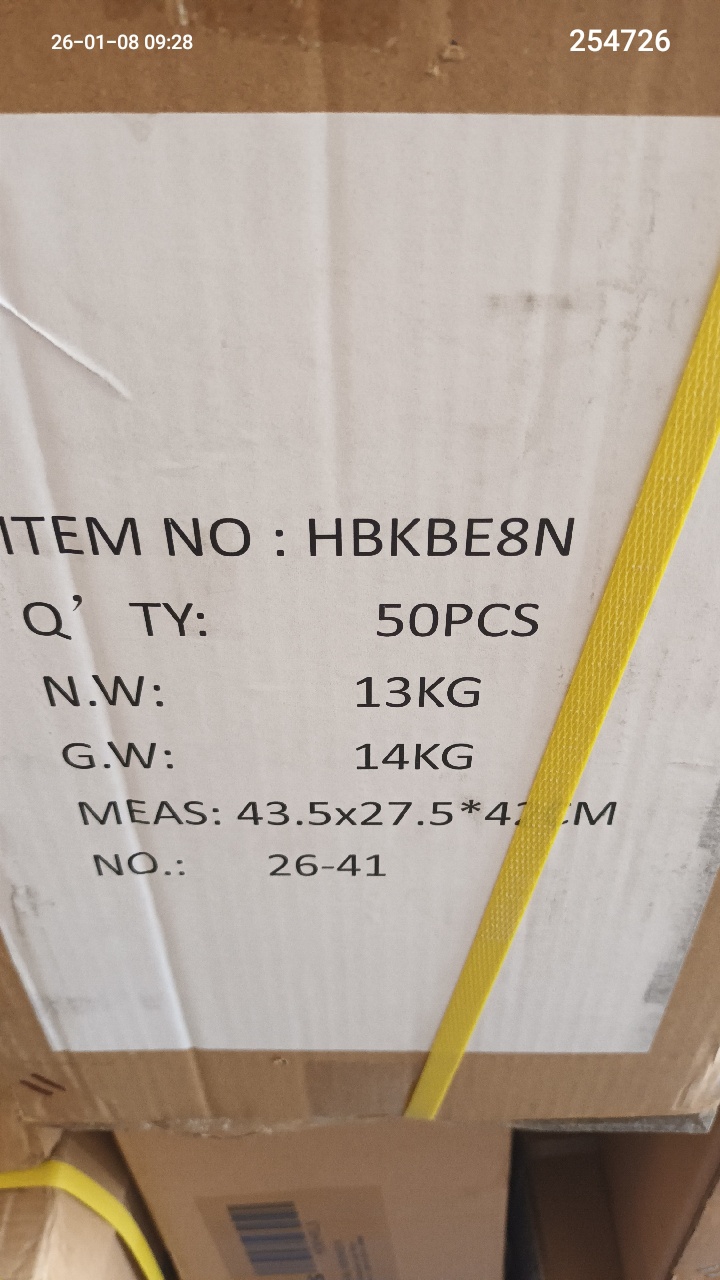 26-01-08 09:28
254726
ITEM NO : HBKBE8N
Q' TY: 50PCS
N.W: 13KG
G.W: 14KG
MEAS: 43.5x27.5*4
NO.: 26-41